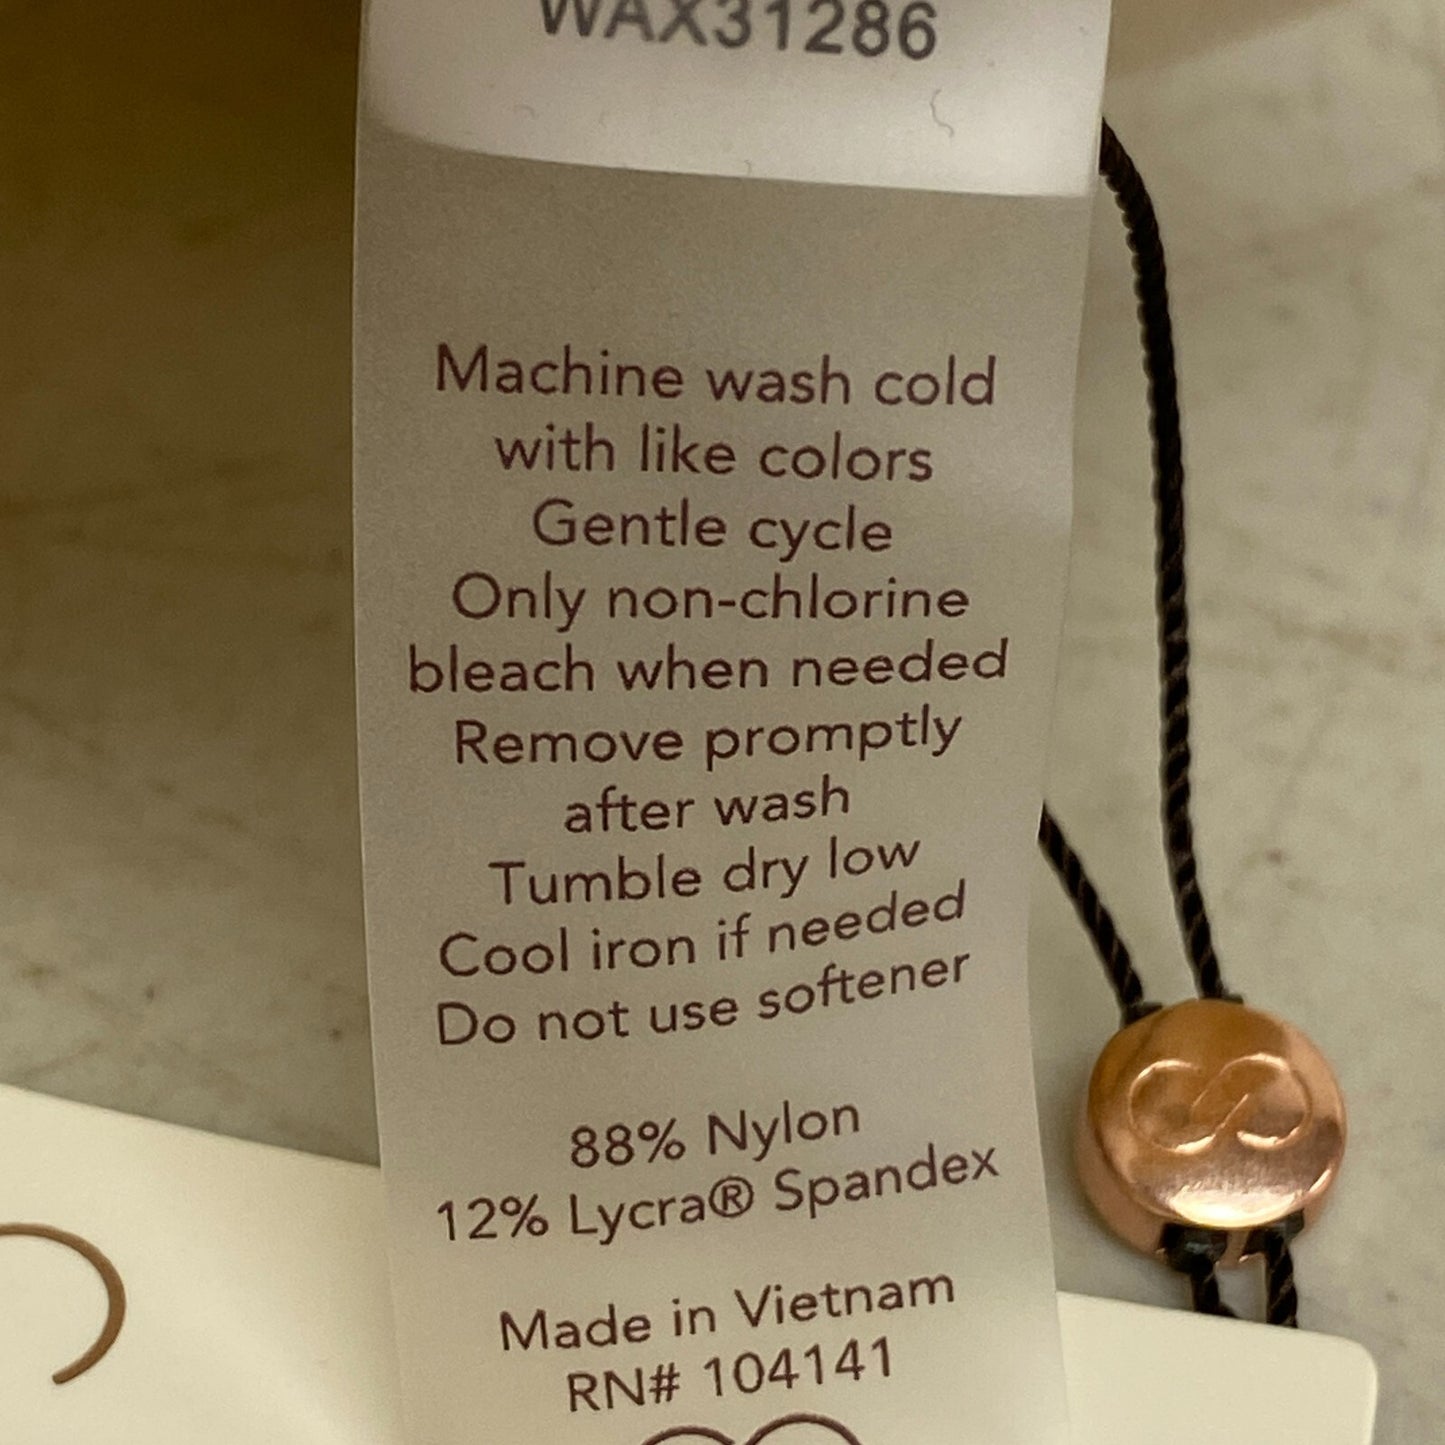 WAX31286
Machine wash cold
with like colors
Gentle cycle
Only non-chlorine
bleach when needed
Remove promptly
after wash
Tumble dry low
Cool iron if needed
Do not use softener
88% Nylon
12% Lycra® Spandex
Made in Vietnam
RN# 104141